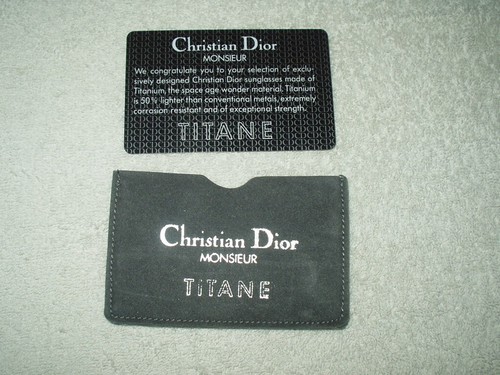 Christian Dior
MONSIEUR
We congratulate you to your selection of exclu-
sively designed Christian Dior sunglasses made of
Titanium, the space age wonder material. Titanium
is 50% lighter than conventional metals, extremely
corrosion resistant and of exceptional strength.
TITANE
Christian Dior
MONSIEUR
TITANE